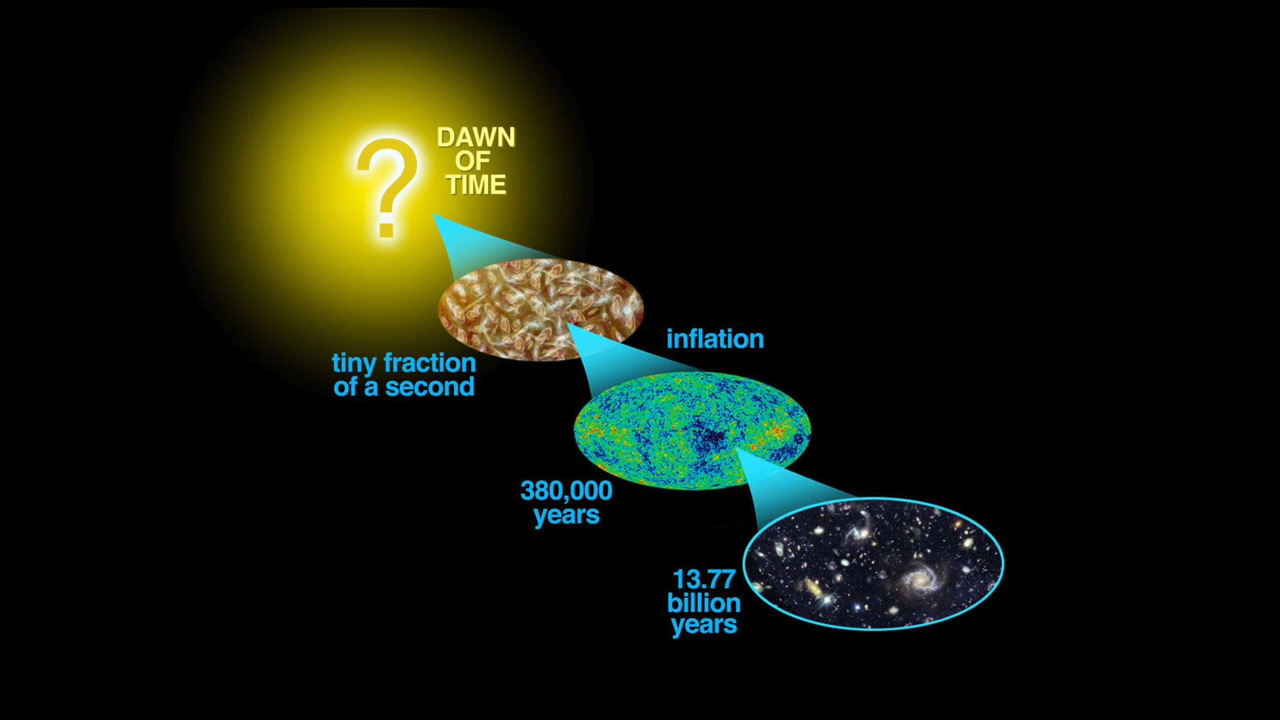 ?
DAWN
OF
TIME
inflation
tiny fraction
of a second
380,000
years
13.77
billion
years